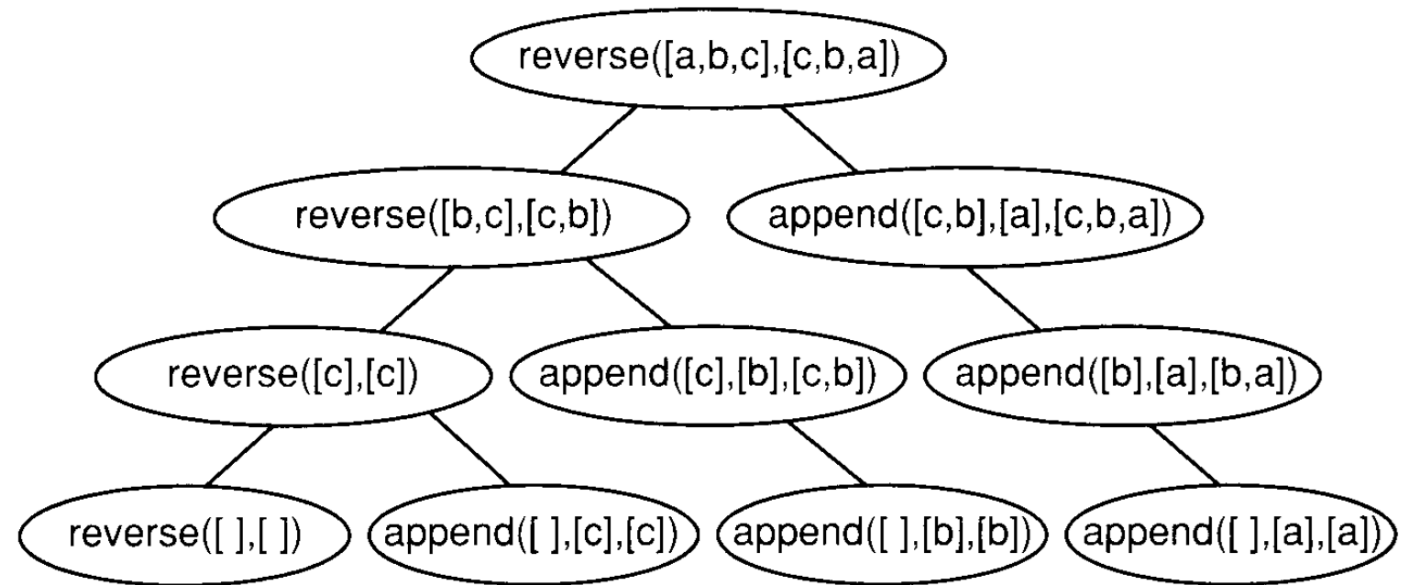 reverse([a,b,c],[c,b,a])
reverse([b,c],[c,b])
append([c,b],[a],[c,b,a])
reverse([c],[c])
append([c],[b],[c,b])
append([b],[a],[b,a])
reverse([ ],[ ])
append([ ],[c],[c])
append([ ],[b],[b])
append([ ],[a],[a])